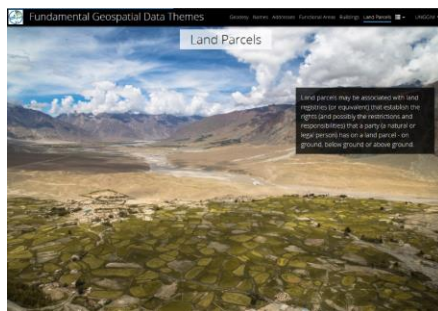 Fundamental Geospatial Data Themes
Glossary Names Addresses Functional Areas Buildings Land Parcels
Land Parcels
Land parcels may be associated with land
registries (or equivalent) that establish the
rights (and possibly the restrictions and
responsibilities) that a party (a natural or
legal person) has on a land parcel - on
ground, below ground or above ground.